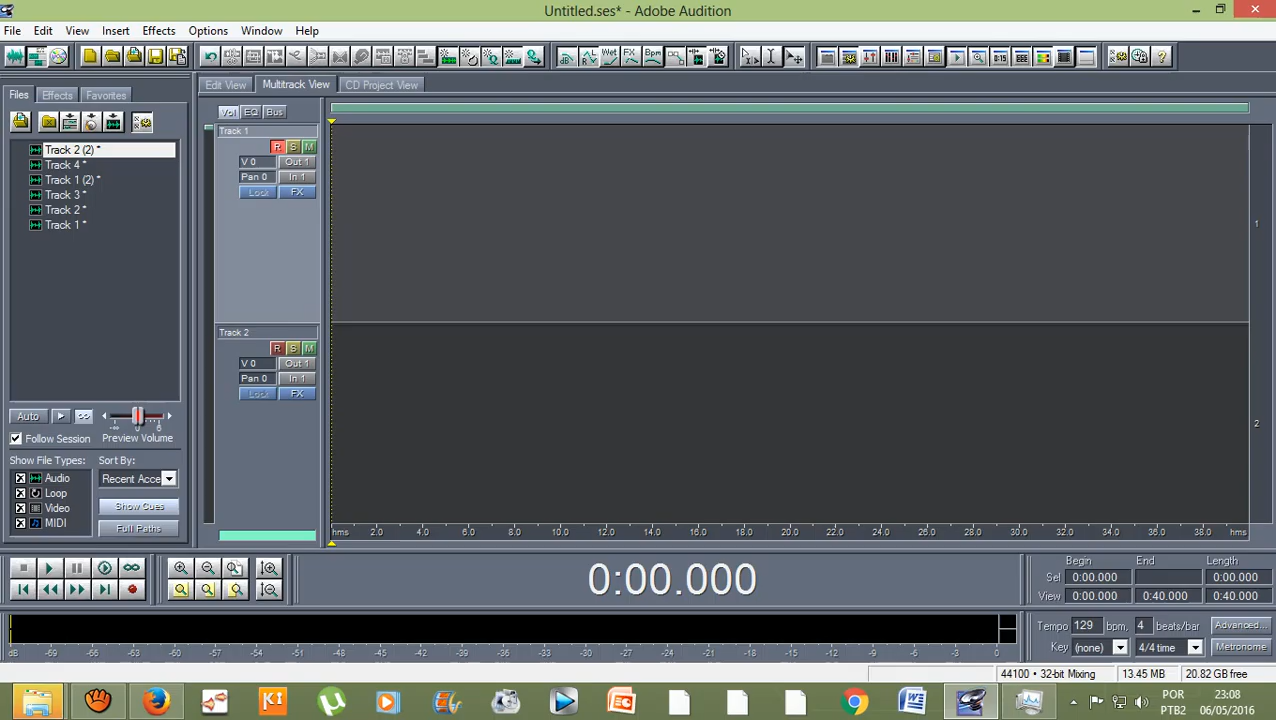 Untitled.ses* - Adobe Audition
File Edit View Insert Effects Options Window Help
Wet FX Bpm 0:15
Files Effects Favorites
Edit View Multitrack View CD Project View
Vol EQ Bus
Track 1
R S M
V 0 Out 1
Pan 0 In 1
Lock FX
1
Track 2 (2) *
Track 4 *
Track 1 (2) *
Track 3 *
Track 2 *
Track 1 *
Track 2
R S M
V 0 Out 1
Pan 0 In 1
Lock FX
2
Auto
Follow Session Preview Volume
Show File Types: Sort By:
Audio Recent Acce
Loop
Video Show Cues
MIDI Full Paths
hms 2.0 4.0 6.0 8.0 10.0 12.0 14.0 16.0 18.0 20.0 22.0 24.0 26.0 28.0 30.0 32.0 34.0 36.0 38.0 hms
0:00.000
Begin End Length
Sel 0:00.000 0:00.000
View 0:00.000 0:40.000 0:40.000
Tempo 129 bpm, 4 beats/bar Advanced...
Key (none) 4/4 time Metronome
dB -69 -66 -63 -60 -57 -54 -51 -48 -45 -42 -39 -36 -33 -30 -27 -24 -21 -18 -15 -12 -9 -6 -3 0
44100 • 32-bit Mixing 13.45 MB 20.82 GB free
POR 23:08
PTB2 06/05/2016